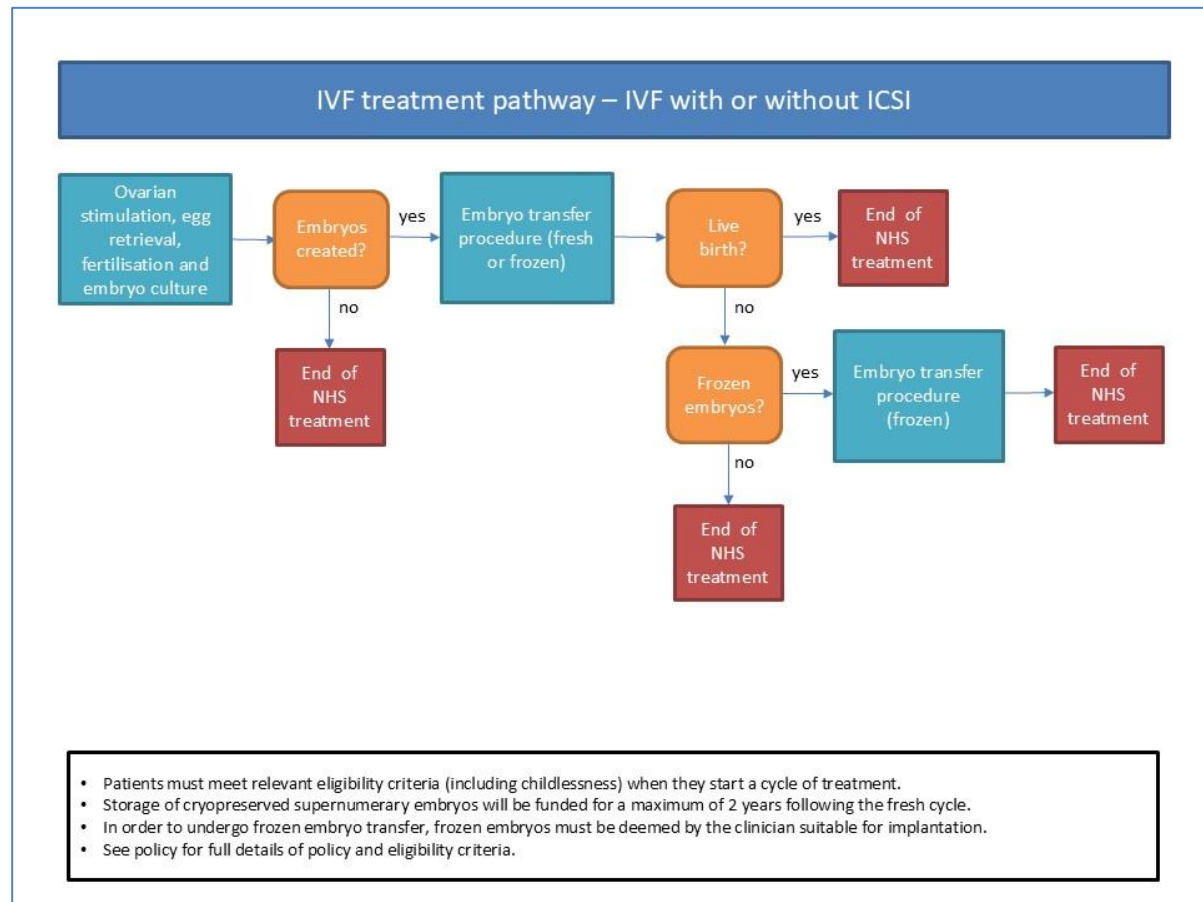 IVF treatment pathway – IVF with or without ICSI
Ovarian
stimulation, egg
retrieval,
fertilisation and
embryo culture
Embryos
created?
yes
Embryo transfer
procedure (fresh
or frozen)
Live
birth?
yes
End of
NHS
treatment
no
End of
NHS
treatment
no
Frozen
embryos?
yes
Embryo transfer
procedure
(frozen)
End of
NHS
treatment
no
End of
NHS
treatment
• Patients must meet relevant eligibility criteria (including childlessness) when they start a cycle of treatment.
• Storage of cryopreserved supernumerary embryos will be funded for a maximum of 2 years following the fresh cycle.
• In order to undergo frozen embryo transfer, frozen embryos must be deemed by the clinician suitable for implantation.
• See policy for full details of policy and eligibility criteria.